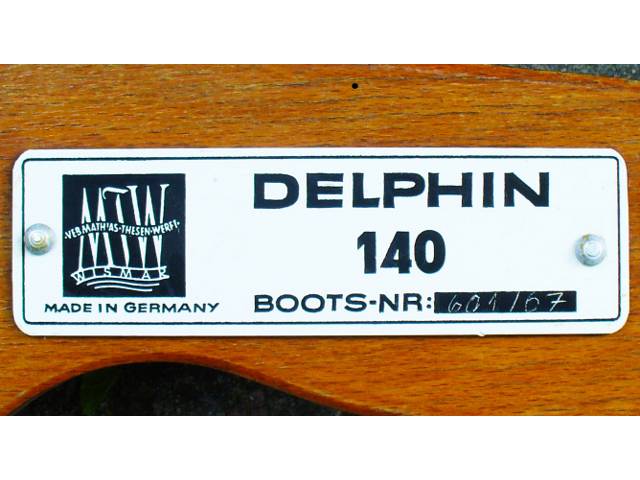 MTW
VEB MATHIAS-THESEN-WERFT
WISMAR
MADE IN GERMANY
DELPHIN
140
BOOTS-NR: 601/67